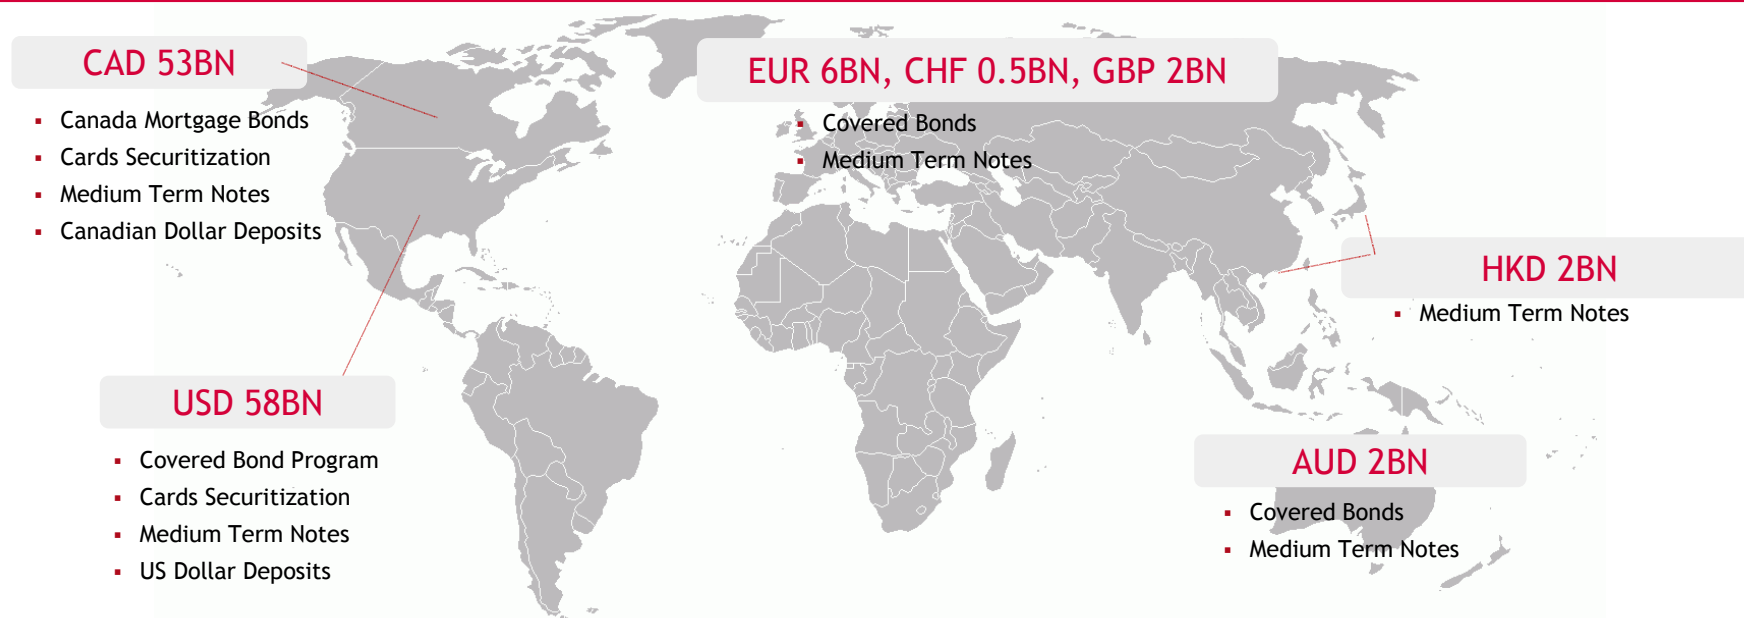 CAD 53BN
▪ Canada Mortgage Bonds
▪ Cards Securitization
▪ Medium Term Notes
▪ Canadian Dollar Deposits
EUR 6BN, CHF 0.5BN, GBP 2BN
▪ Covered Bonds
▪ Medium Term Notes
HKD 2BN
▪ Medium Term Notes
USD 58BN
▪ Covered Bond Program
▪ Cards Securitization
▪ Medium Term Notes
▪ US Dollar Deposits
AUD 2BN
▪ Covered Bonds
▪ Medium Term Notes